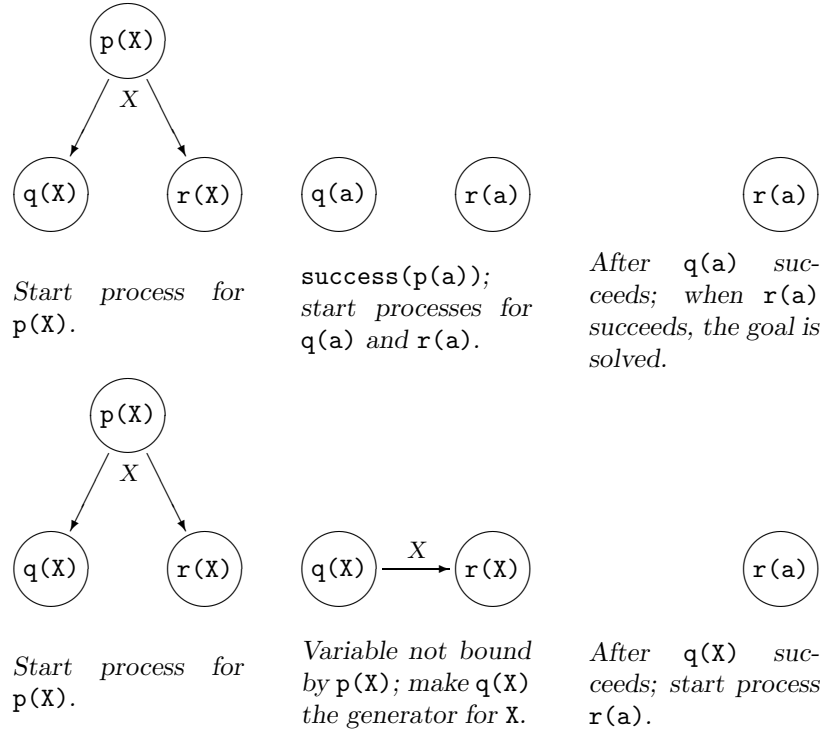 p(X)
X
q(X) r(X) q(a) r(a) r(a)
Start process for
p(X).
success(p(a));
start processes for
q(a) and r(a).
After q(a) suc-
ceeds; when r(a)
succeeds, the goal is
solved.
p(X)
X
q(X) r(X) q(X) X r(X) r(a)
Start process for
p(X).
Variable not bound
by p(X); make q(X)
the generator for X.
After q(X) suc-
ceeds; start process
r(a).